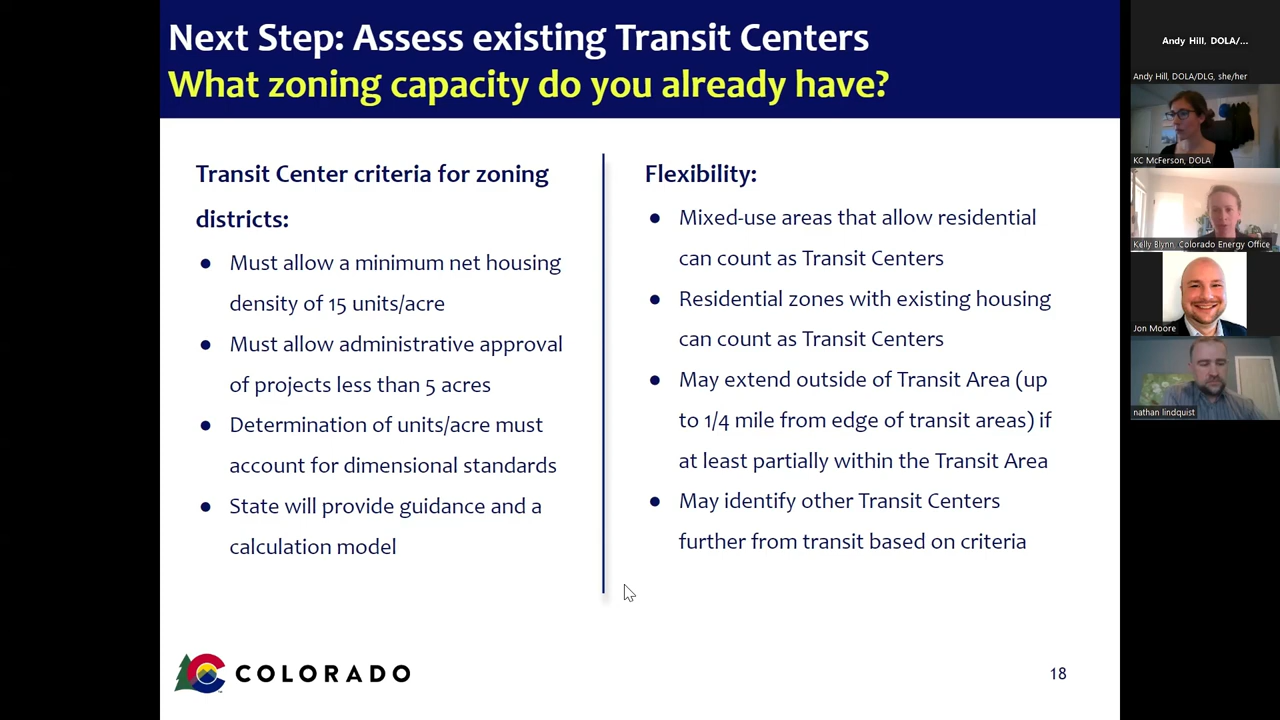 Next Step: Assess existing Transit Centers
What zoning capacity do you already have?
Transit Center criteria for zoning
districts:
● Must allow a minimum net housing
density of 15 units/acre
● Must allow administrative approval
of projects less than 5 acres
● Determination of units/acre must
account for dimensional standards
● State will provide guidance and a
calculation model
Flexibility:
● Mixed-use areas that allow residential
can count as Transit Centers
● Residential zones with existing housing
can count as Transit Centers
● May extend outside of Transit Area (up
to 1/4 mile from edge of transit areas) if
at least partially within the Transit Area
● May identify other Transit Centers
further from transit based on criteria
COLORADO
18
Andy Hill, DOLA/...
Andy Hill, DOLA/DLG, she/her
KC McFerson, DOLA
Kelly Blynn, Colorado Energy Office
Jon Moore
nathan lindquist